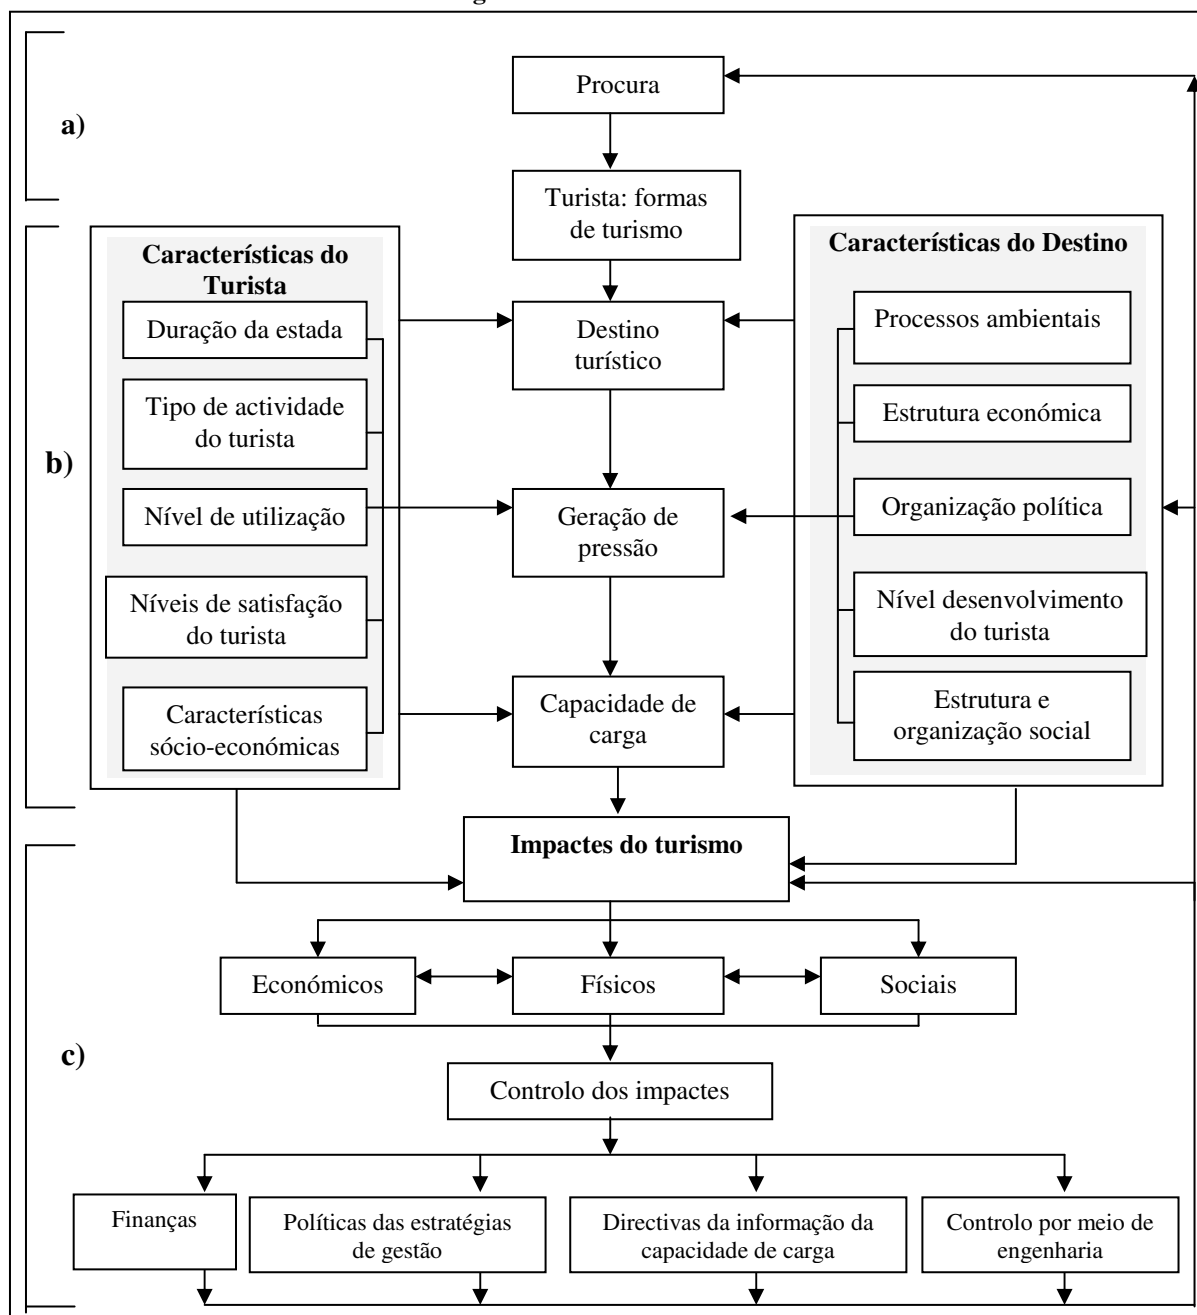 a)
Procura
Turista: formas
de turismo
b)
Características do
Turista
Duração da estada
Tipo de actividade
do turista
Nível de utilização
Níveis de satisfação
do turista
Características
sócio-económicas
Destino
turístico
Geração de
pressão
Capacidade de
carga
Características do Destino
Processos ambientais
Estrutura económica
Organização política
Nível desenvolvimento
do turista
Estrutura e
organização social
c)
Impactes do turismo
Económicos
Físicos
Sociais
Controlo dos impactes
Finanças
Políticas das estratégias
de gestão
Directivas da informação da
capacidade de carga
Controlo por meio de
engenharia